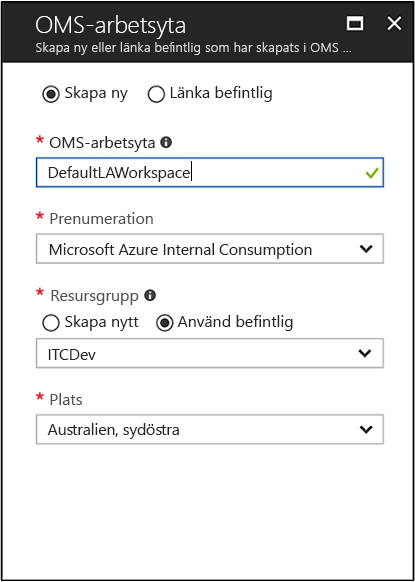 OMS-arbetsyta
Skapa ny eller länka befintlig som har skapats i OMS ...
Skapa ny Länka befintlig
* OMS-arbetsyta
DefaultLAWorkspace
* Prenumeration
Microsoft Azure Internal Consumption
* Resursgrupp
Skapa nytt Använd befintlig
ITCDev
* Plats
Australien, sydöstra